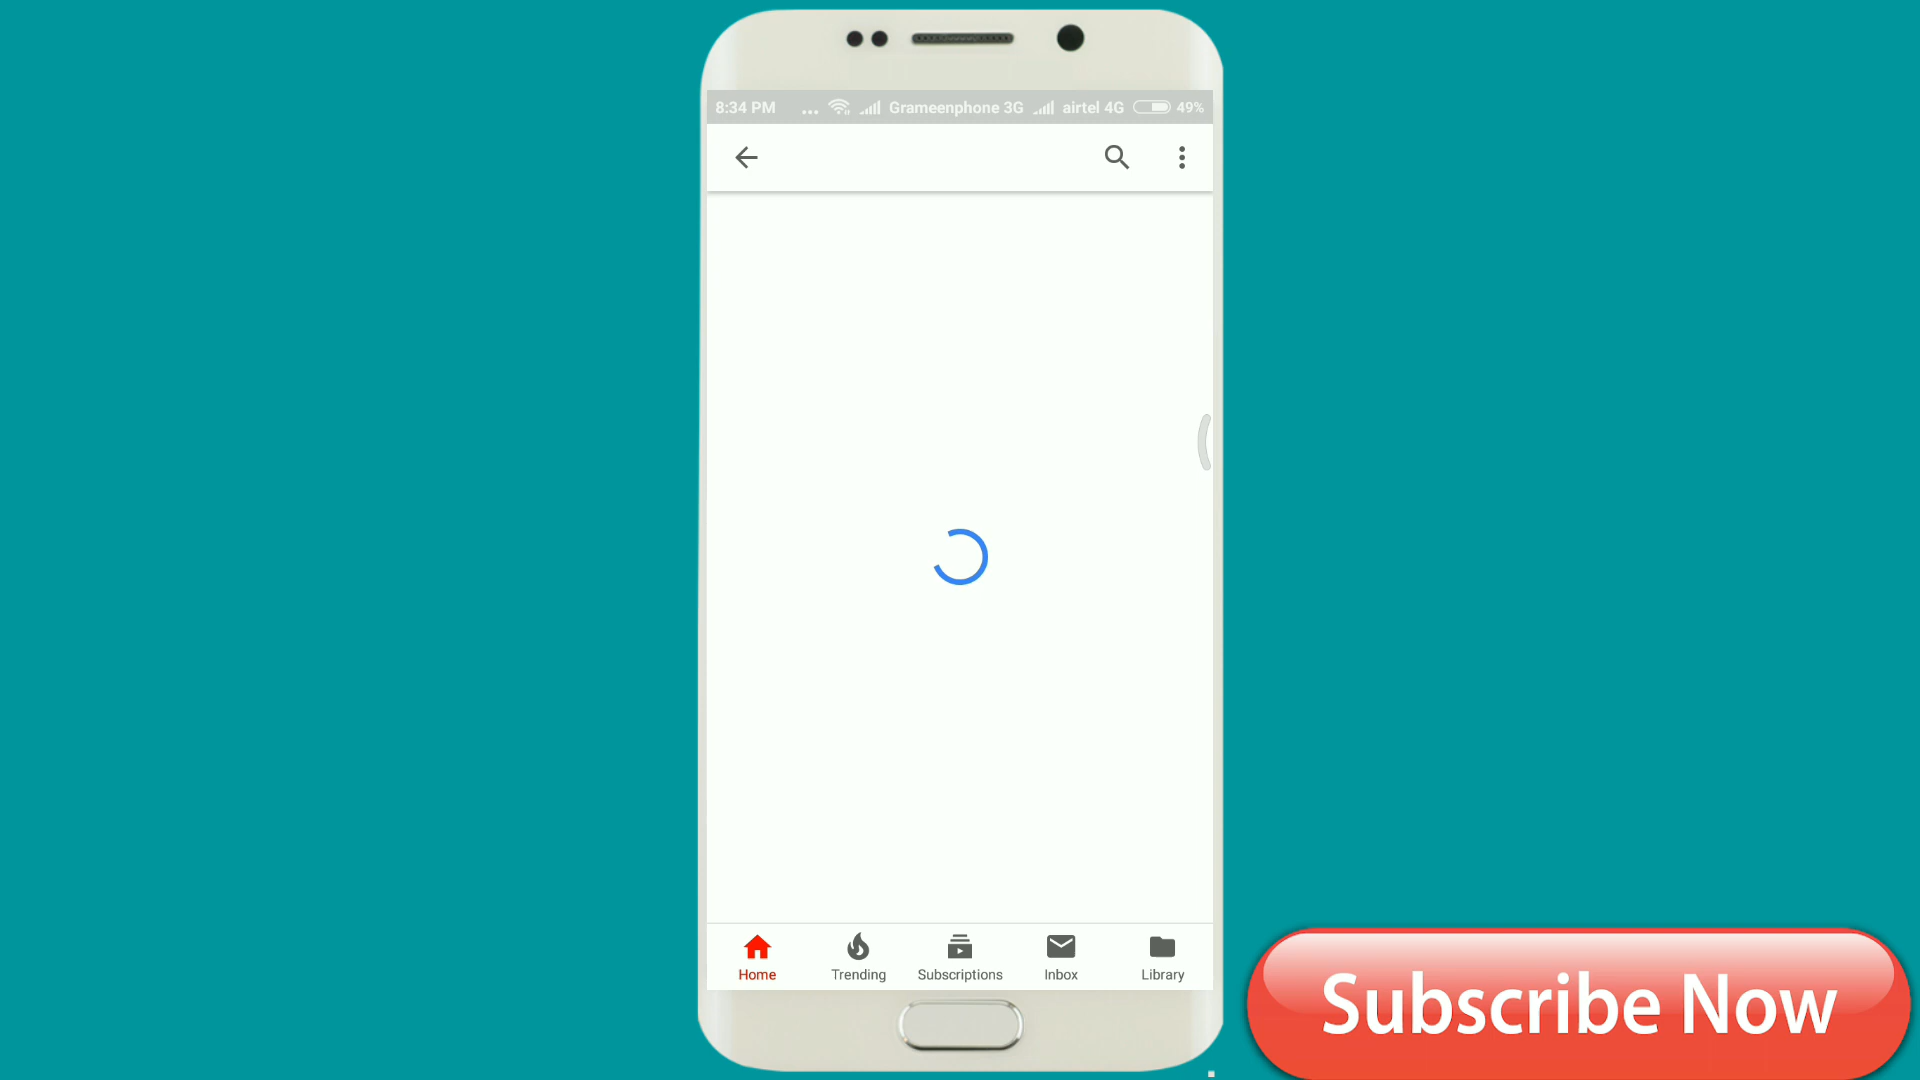 8:34 PM ... Grameenphone 3G airtel 4G 49%
Home Trending Subscriptions Inbox Library
Subscribe Now